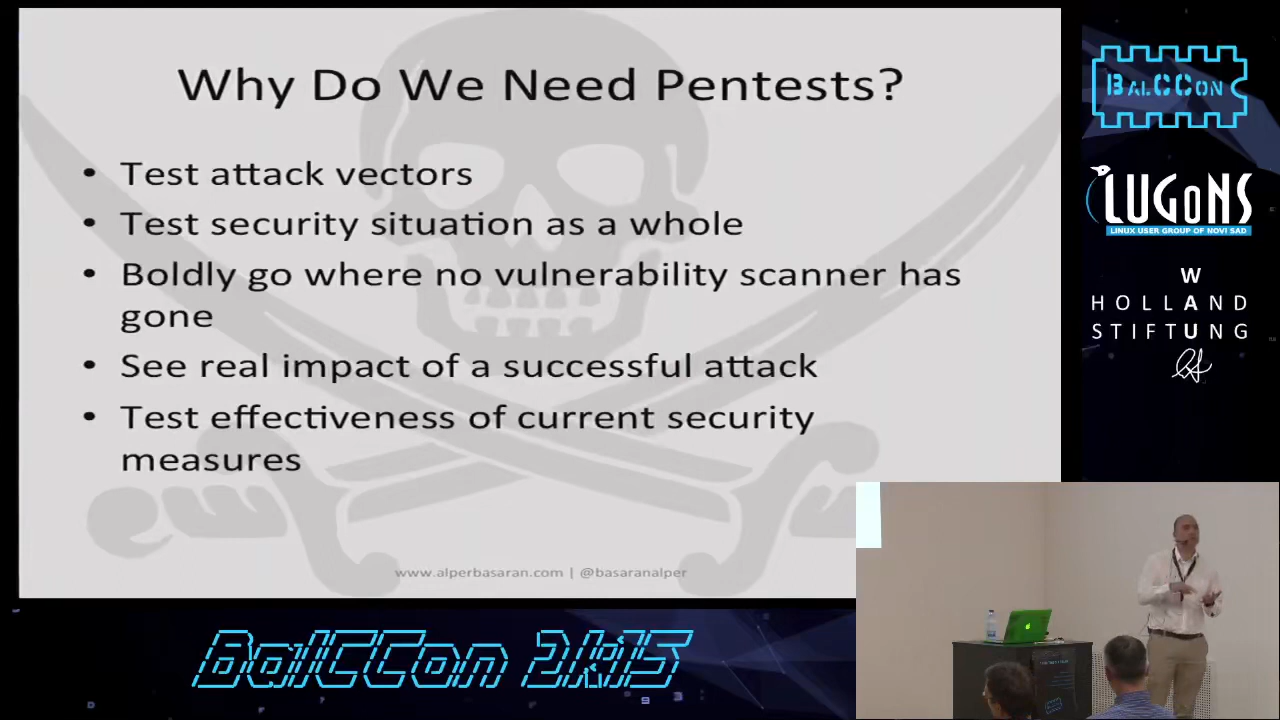 Why Do We Need Pentests?
• Test attack vectors
• Test security situation as a whole
• Boldly go where no vulnerability scanner has
gone
• See real impact of a successful attack
• Test effectiveness of current security
measures
www.alperbasaran.com | @basaranalper
BALCCON
LUGoNS
LINUX USER GROUP OF NOVI SAD
W
HOLLAND
STIFTUNG
BalCCon 2k15